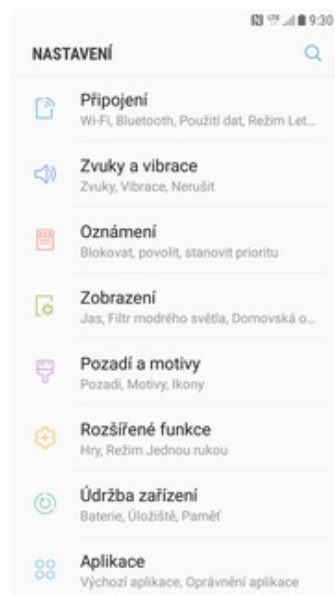 9:30
NASTAVENÍ
Připojení
Wi-Fi, Bluetooth, Použití dat, Režim Let...
Zvuky a vibrace
Zvuky, Vibrace, Nerušit
Oznámení
Blokovat, povolit, stanovit prioritu
Zobrazení
Jas, Filtr modrého světla, Domovská o...
Pozadí a motivy
Pozadí, Motivy, Ikony
Rozšířené funkce
Hry, Režim Jednou rukou
Údržba zařízení
Baterie, Úložiště, Paměť
Aplikace
Výchozí aplikace, Oprávnění aplikace